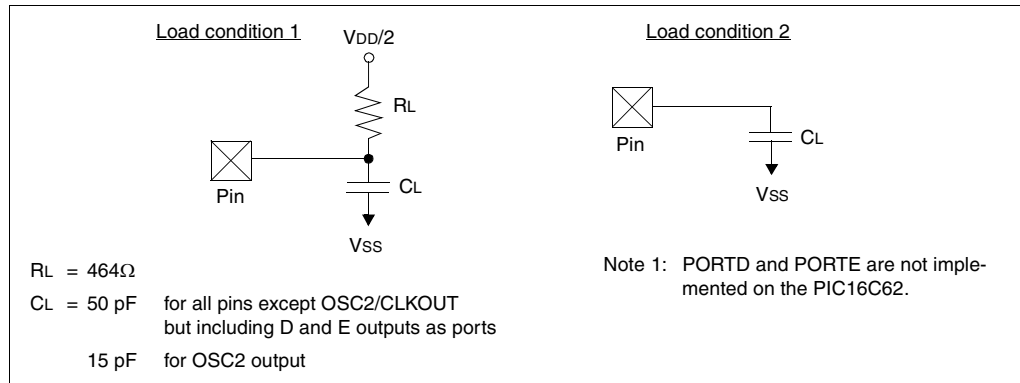 Load condition 1
VDD/2
RL
Pin
CL
VSS
RL = 464Ω
CL = 50 pF for all pins except OSC2/CLKOUT
but including D and E outputs as ports
15 pF for OSC2 output
Load condition 2
Pin
CL
VSS
Note 1: PORTD and PORTE are not imple-
mented on the PIC16C62.